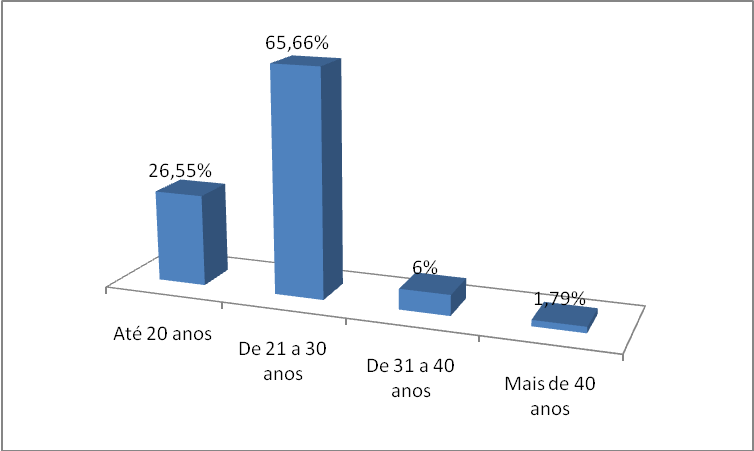 65,66%
26,55%
6%
1,79%
Até 20 anos
De 21 a 30
anos
De 31 a 40
anos
Mais de 40
anos